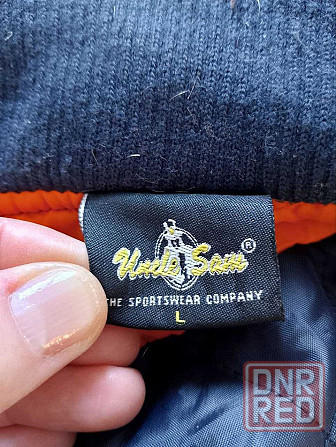 Uncle Sam ®
THE SPORTSWEAR COMPANY
L
DNR
RED